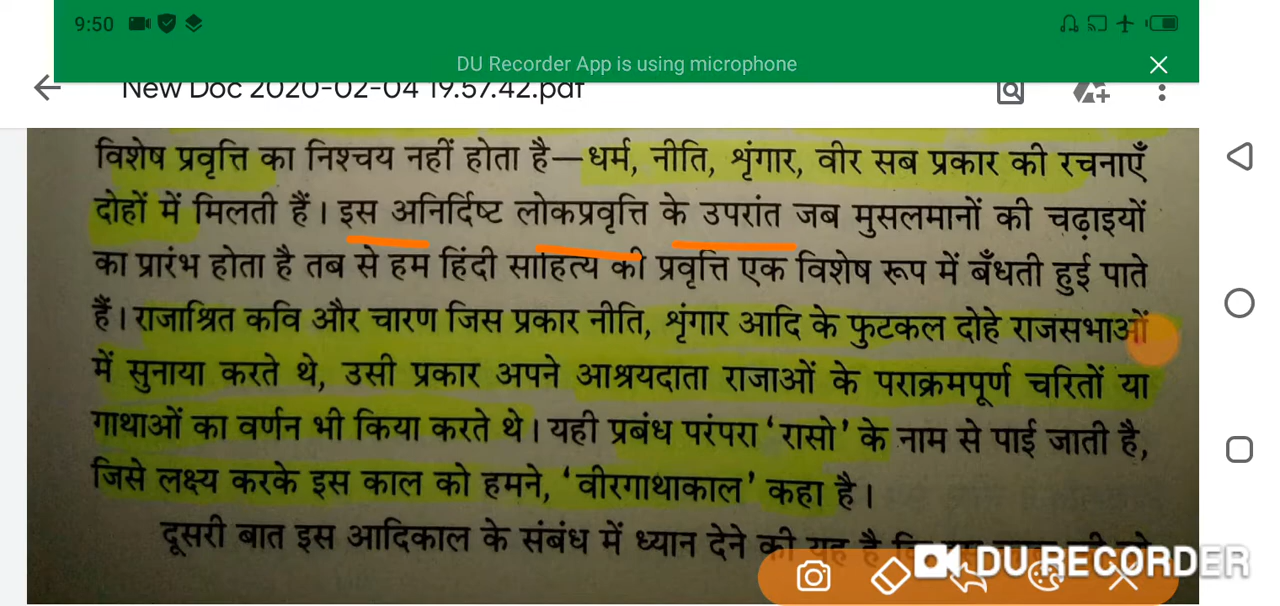 9:50
DU Recorder App is using microphone
New Doc 2020-02-04 19.57.42.pdf
विशेष प्रवृत्ति का निश्चय नहीं होता है—धर्म, नीति, शृंगार, वीर सब प्रकार की रचनाएँ
दोहों में मिलती हैं। इस अनिर्दिष्ट लोकप्रवृत्ति के उपरांत जब मुसलमानों की चढ़ाइयों
का प्रारंभ होता है तब से हम हिंदी साहित्य की प्रवृत्ति एक विशेष रूप में बँधती हुई पाते
हैं। राजाश्रित कवि और चारण जिस प्रकार नीति, शृंगार आदि के फुटकल दोहे राजसभाओं
में सुनाया करते थे, उसी प्रकार अपने आश्रयदाता राजाओं के पराक्रमपूर्ण चरितों या
गाथाओं का वर्णन भी किया करते थे। यही प्रबंध परंपरा 'रासो' के नाम से पाई जाती है,
जिसे लक्ष्य करके इस काल को हमने, 'वीरगाथाकाल' कहा है।
दूसरी बात इस आदिकाल के संबंध में ध्यान देने की यह है
DU RECORDER